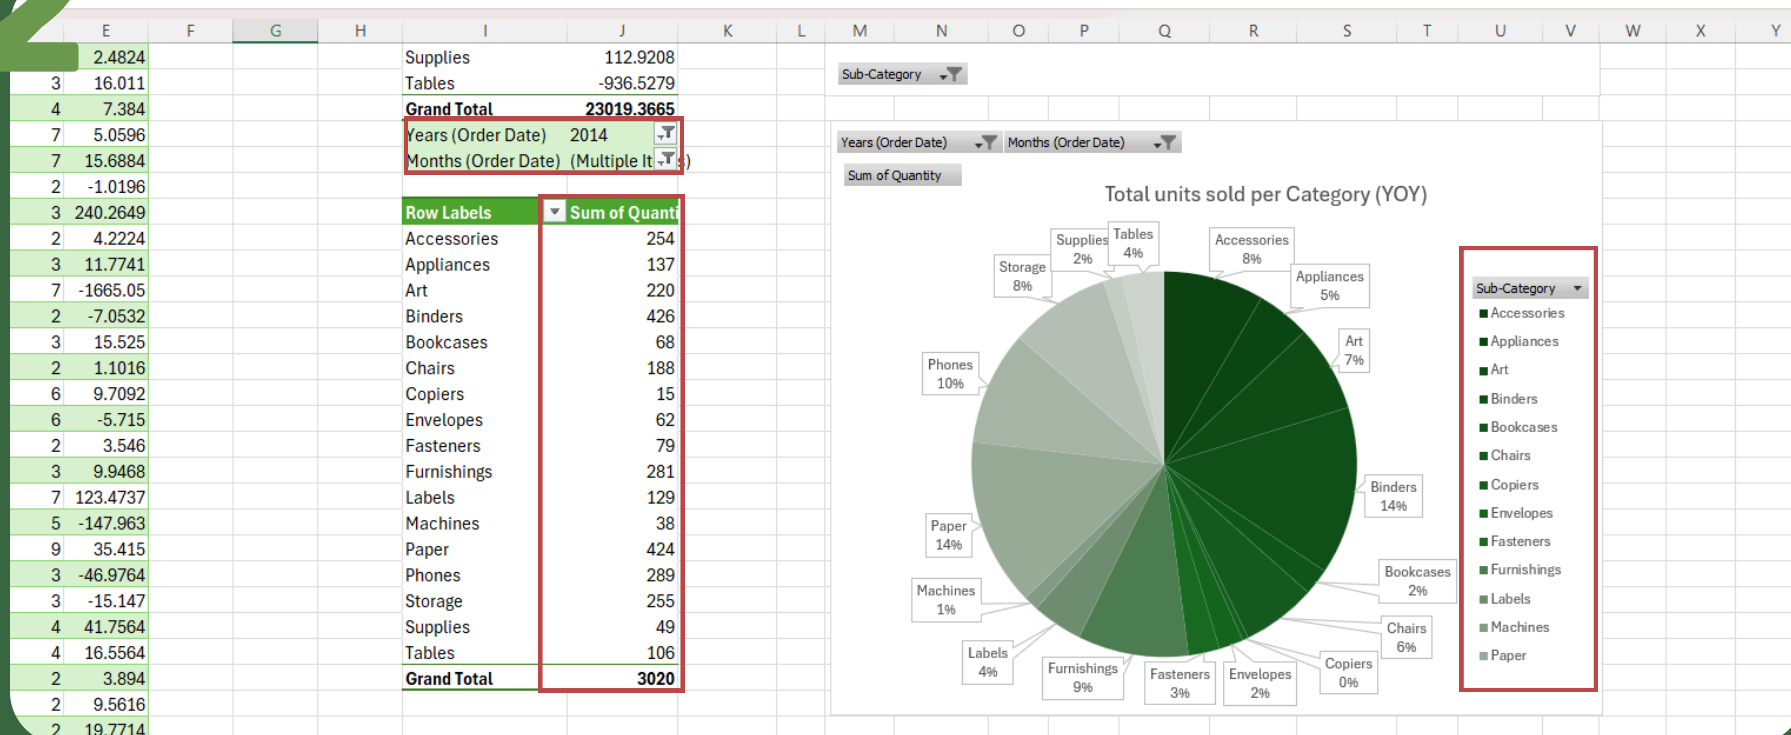 2
E F G H I J K L M N O P Q R S T U V W X Y
2.4824 Supplies 112.9208
3 16.011 Tables -936.5279
4 7.384 Grand Total 23019.3665
7 5.0596 Years (Order Date) 2014
7 15.6884 Months (Order Date) (Multiple It s)
2 -1.0196
3 240.2649 Row Labels Sum of Quanti
2 4.2224 Accessories 254
3 11.7741 Appliances 137
7 -1665.05 Art 220
2 -7.0532 Binders 426
3 15.525 Bookcases 68
2 1.1016 Chairs 188
6 9.7092 Copiers 15
6 -5.715 Envelopes 62
2 3.546 Fasteners 79
3 9.9468 Furnishings 281
7 123.4737 Labels 129
5 -147.963 Machines 38
9 35.415 Paper 424
3 -46.9764 Phones 289
3 -15.147 Storage 255
4 41.7564 Supplies 49
4 16.5564 Tables 106
2 3.894 Grand Total 3020
2 9.5616
2 19.7714
Sub-Category
Years (Order Date) Months (Order Date)
Sum of Quantity
Total units sold per Category (YOY)
Accessories
8%
Appliances
5%
Art
7%
Binders
14%
Bookcases
2%
Chairs
6%
Copiers
0%
Envelopes
2%
Fasteners
3%
Furnishings
9%
Labels
4%
Machines
1%
Paper
14%
Phones
10%
Storage
8%
Supplies
2%
Tables
4%
Sub-Category
Accessories
Appliances
Art
Binders
Bookcases
Chairs
Copiers
Envelopes
Fasteners
Furnishings
Labels
Machines
Paper